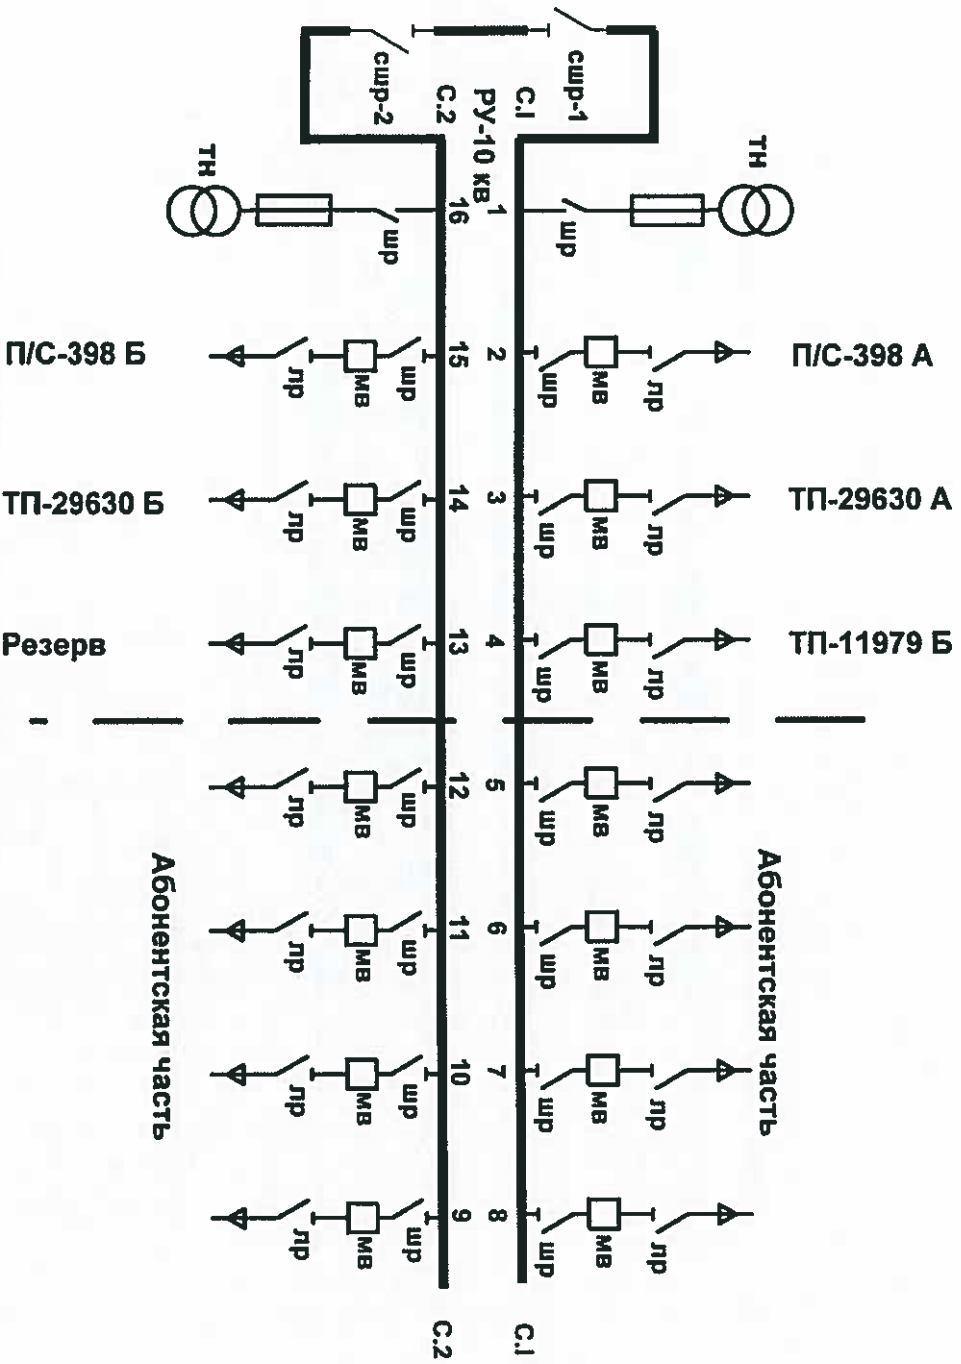 сшр-2
сшр-1
С.2
РУ-10 кв
С.I
тн
тн
16
1
шр
шр
П/С-398 Б
лр
мв
шр
15
2
шр
мв
лр
П/С-398 А
ТП-29630 Б
лр
мв
шр
14
3
шр
мв
лр
ТП-29630 А
Резерв
лр
мв
шр
13
4
шр
мв
лр
ТП-11979 Б
лр
мв
шр
12
5
шр
мв
лр
Абонентская часть
Абонентская часть
лр
мв
шр
11
6
шр
мв
лр
лр
мв
шр
10
7
шр
мв
лр
лр
мв
шр
9
8
шр
мв
лр
С.2
С.I